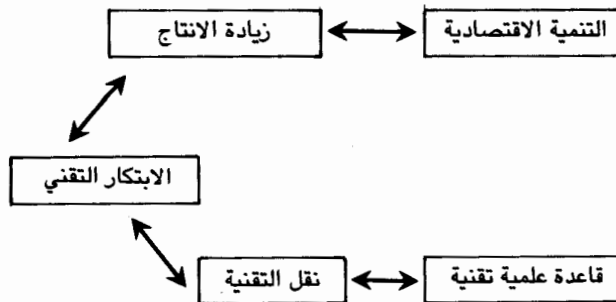 التنمية الاقتصادية
زيادة الانتاج
الابتكار التقني
قاعدة علمية تقنية
نقل التقنية